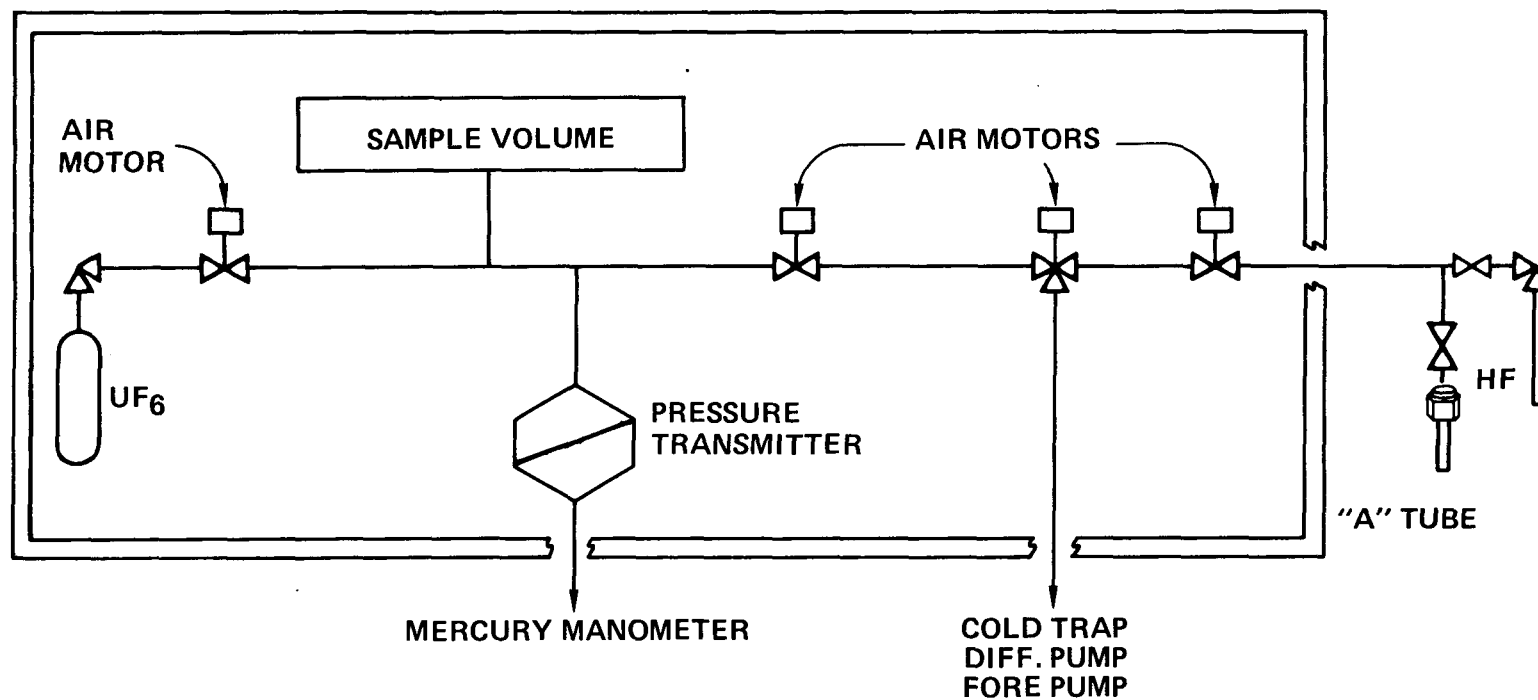 AIR
MOTOR
SAMPLE VOLUME
AIR MOTORS
UF6
PRESSURE
TRANSMITTER
HF
"A" TUBE
MERCURY MANOMETER
COLD TRAP
DIFF. PUMP
FORE PUMP